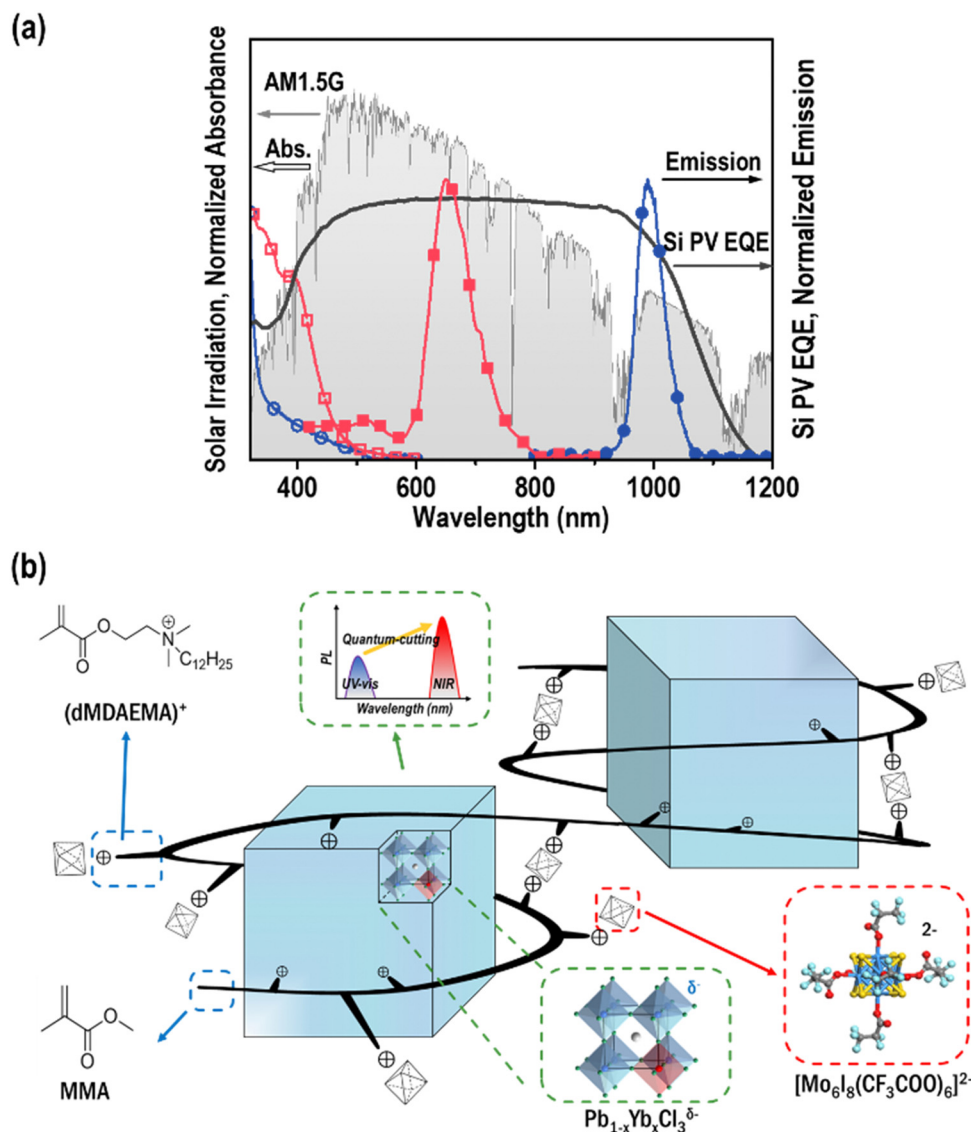 (a)
Solar Irradiation, Normalized Absorbance
AM1.5G
Abs.
Emission
Si PV EQE
Si PV EQE, Normalized Emission
400 600 800 1000 1200
Wavelength (nm)
(b)
C₁₂H₂₅
O
N
+
O
(dMDAEMA)⁺
PL
Quantum-cutting
UV-vis
NIR
Wavelength (nm)
⊕
O
O
MMA
δ⁻
Pb₁₋ₓYbₓCl₃^δ-
2-
[Mo₆I₈(CF₃COO)₆]²⁻